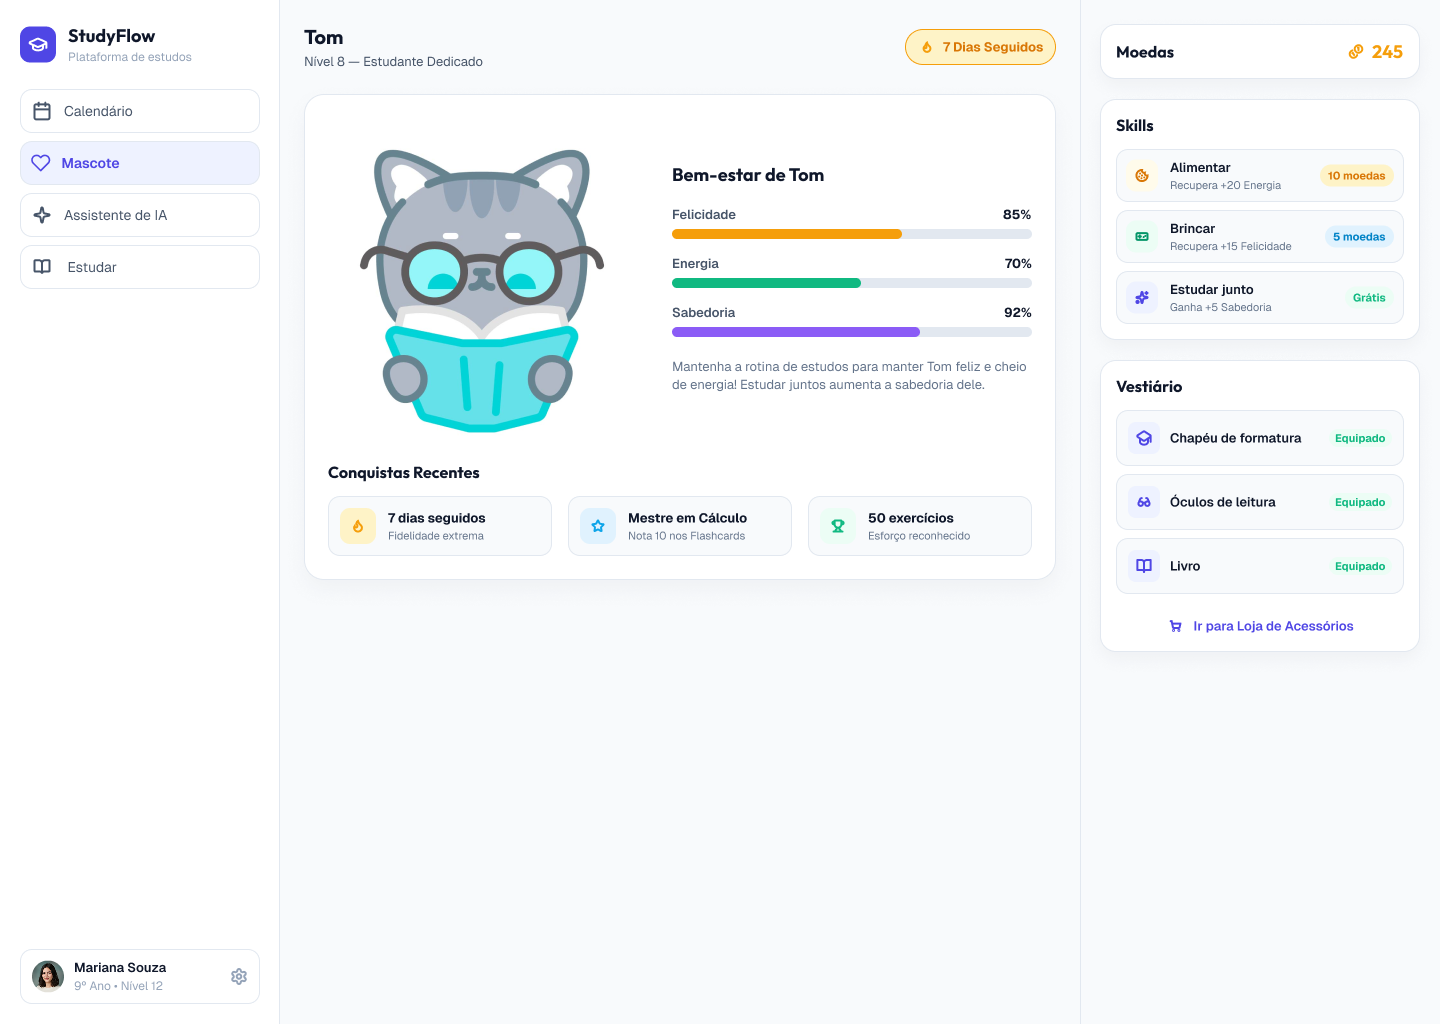 StudyFlow
Plataforma de estudos
Calendário
Mascote
Assistente de IA
Estudar
Mariana Souza
9º Ano • Nível 12
Tom
Nível 8 — Estudante Dedicado
7 Dias Seguidos
Bem-estar de Tom
Felicidade 85%
Energia 70%
Sabedoria 92%
Mantenha a rotina de estudos para manter Tom feliz e cheio
de energia! Estudar juntos aumenta a sabedoria dele.
Conquistas Recentes
7 dias seguidos
Fidelidade extrema
Mestre em Cálculo
Nota 10 nos Flashcards
50 exercícios
Esforço reconhecido
Moedas 245
Skills
Alimentar
Recupera +20 Energia
10 moedas
Brincar
Recupera +15 Felicidade
5 moedas
Estudar junto
Ganha +5 Sabedoria
Grátis
Vestiário
Chapéu de formatura Equipado
Óculos de leitura Equipado
Livro Equipado
Ir para Loja de Acessórios